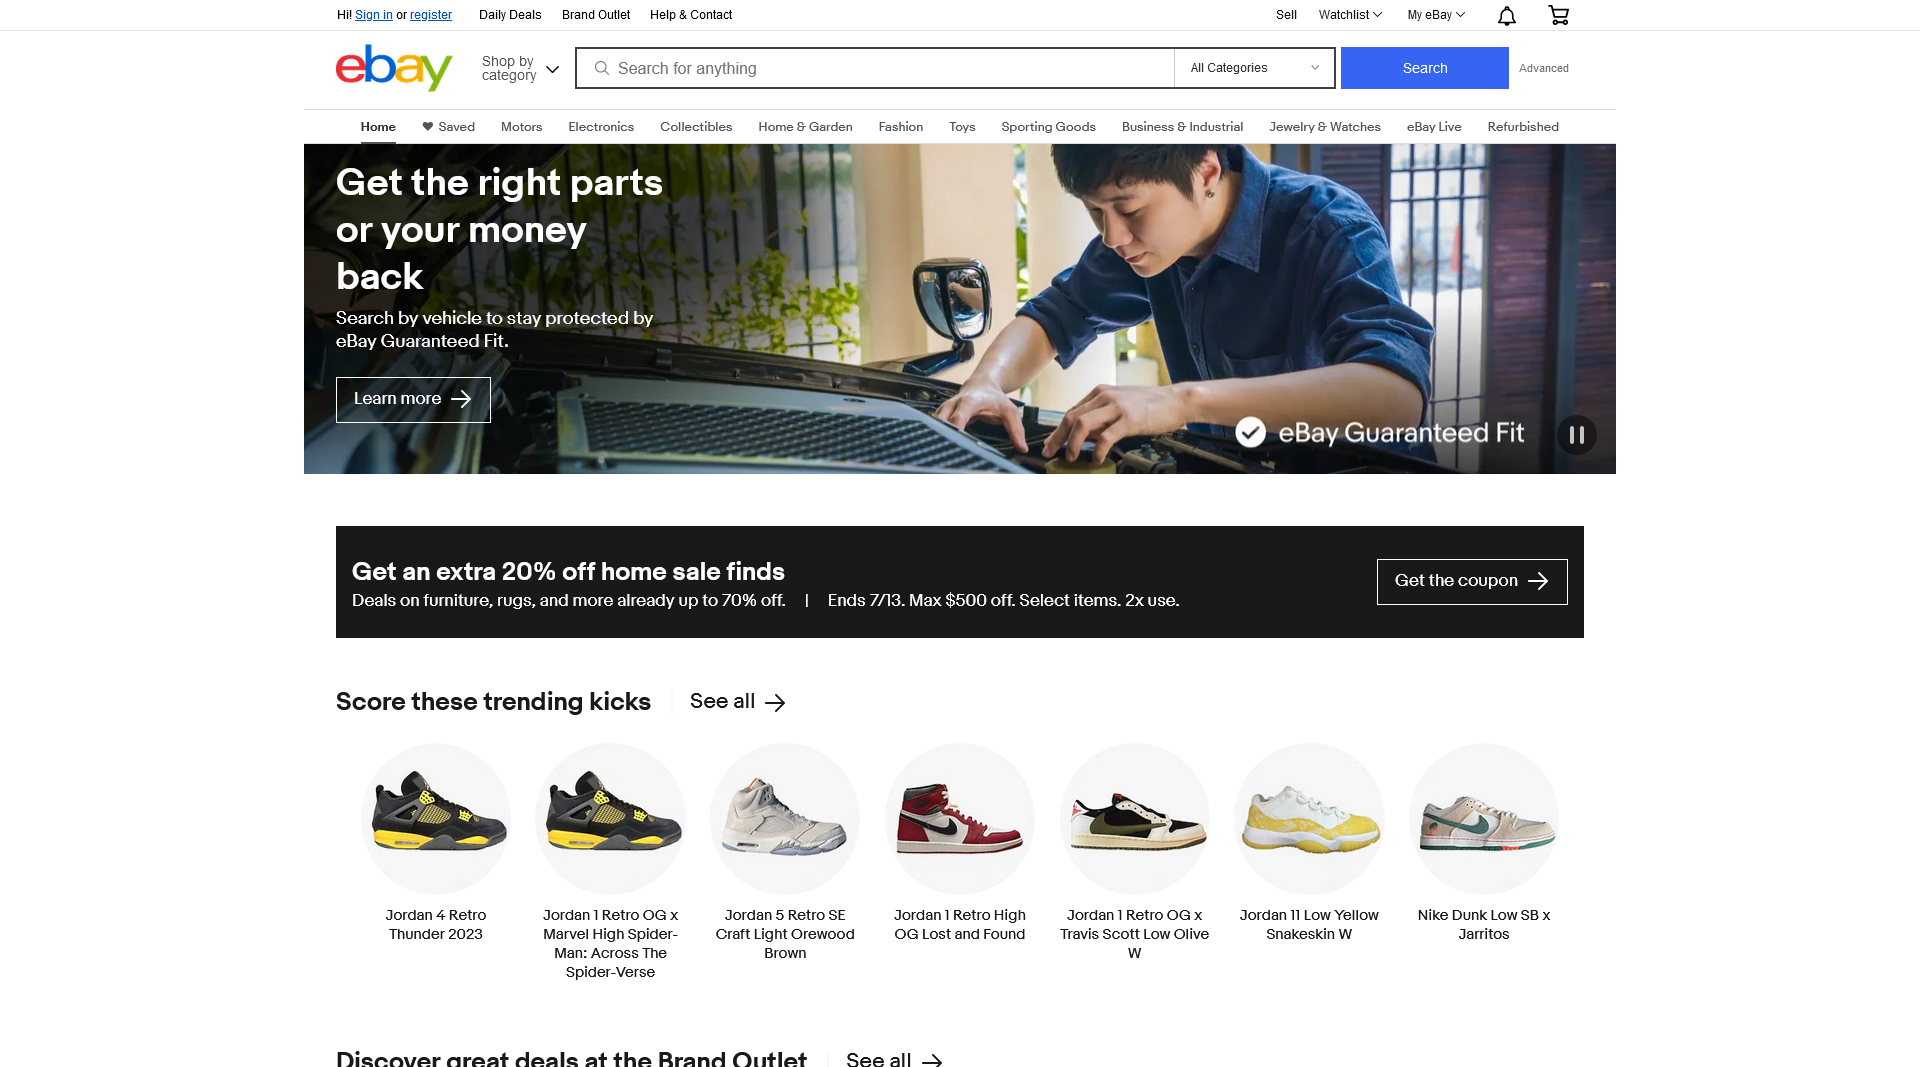 Hi! Sign in or register
Daily Deals
Brand Outlet
Help & Contact
Sell
Watchlist
My eBay
ebay
Shop by
category
Search for anything
All Categories
Search
Advanced
Home
Saved
Motors
Electronics
Collectibles
Home & Garden
Fashion
Toys
Sporting Goods
Business & Industrial
Jewelry & Watches
eBay Live
Refurbished
Get the right parts
or your money
back
Search by vehicle to stay protected by
eBay Guaranteed Fit.
Learn more
eBay Guaranteed Fit
Get an extra 20% off home sale finds
Deals on furniture, rugs, and more already up to 70% off. | Ends 7/13. Max $500 off. Select items. 2x use.
Get the coupon
Score these trending kicks
See all
Jordan 4 Retro
Thunder 2023
Jordan 1 Retro OG x
Marvel High Spider-
Man: Across The
Spider-Verse
Jordan 5 Retro SE
Craft Light Orewood
Brown
Jordan 1 Retro High
OG Lost and Found
Jordan 1 Retro OG x
Travis Scott Low Olive
W
Jordan 11 Low Yellow
Snakeskin W
Nike Dunk Low SB x
Jarritos
Discover great deals at the Brand Outlet
See all